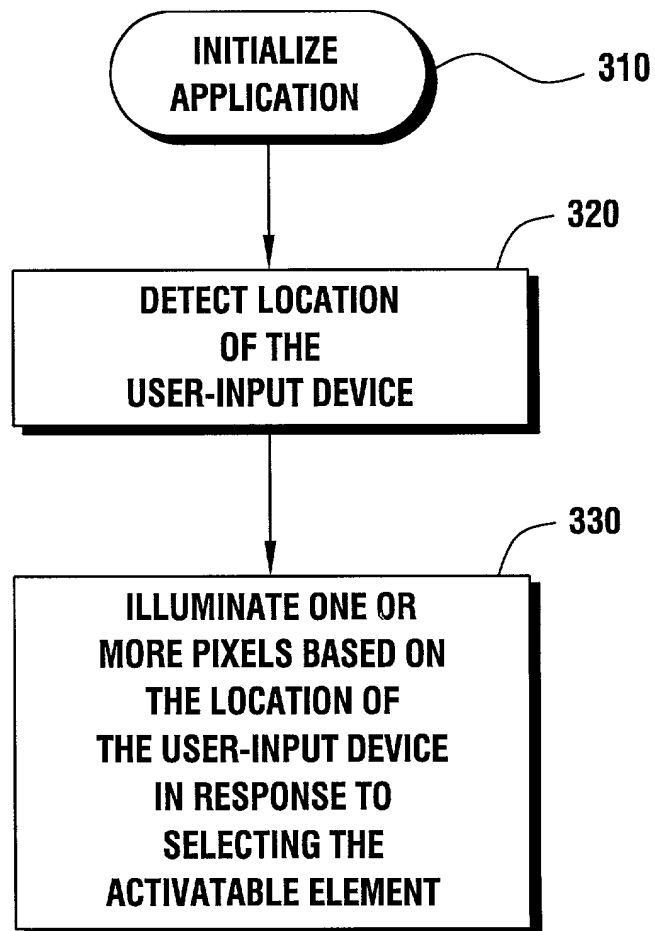 INITIALIZE
APPLICATION
310
320
DETECT LOCATION
OF THE
USER-INPUT DEVICE
330
ILLUMINATE ONE OR
MORE PIXELS BASED ON
THE LOCATION OF
THE USER-INPUT DEVICE
IN RESPONSE TO
SELECTING THE
ACTIVATABLE ELEMENT